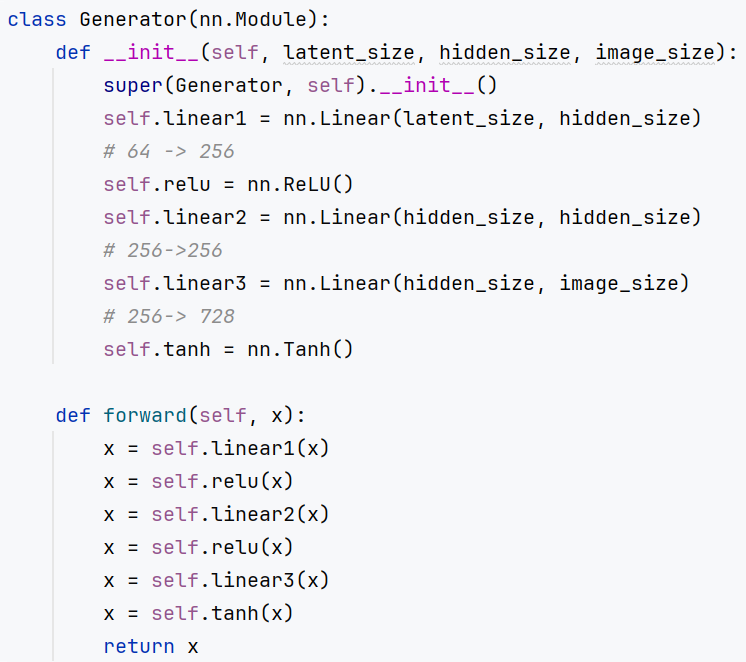 class Generator(nn.Module):
    def __init__(self, latent_size, hidden_size, image_size):
        super(Generator, self).__init__()
        self.linear1 = nn.Linear(latent_size, hidden_size)
        # 64 -> 256
        self.relu = nn.ReLU()
        self.linear2 = nn.Linear(hidden_size, hidden_size)
        # 256->256
        self.linear3 = nn.Linear(hidden_size, image_size)
        # 256-> 728
        self.tanh = nn.Tanh()

    def forward(self, x):
        x = self.linear1(x)
        x = self.relu(x)
        x = self.linear2(x)
        x = self.relu(x)
        x = self.linear3(x)
        x = self.tanh(x)
        return x